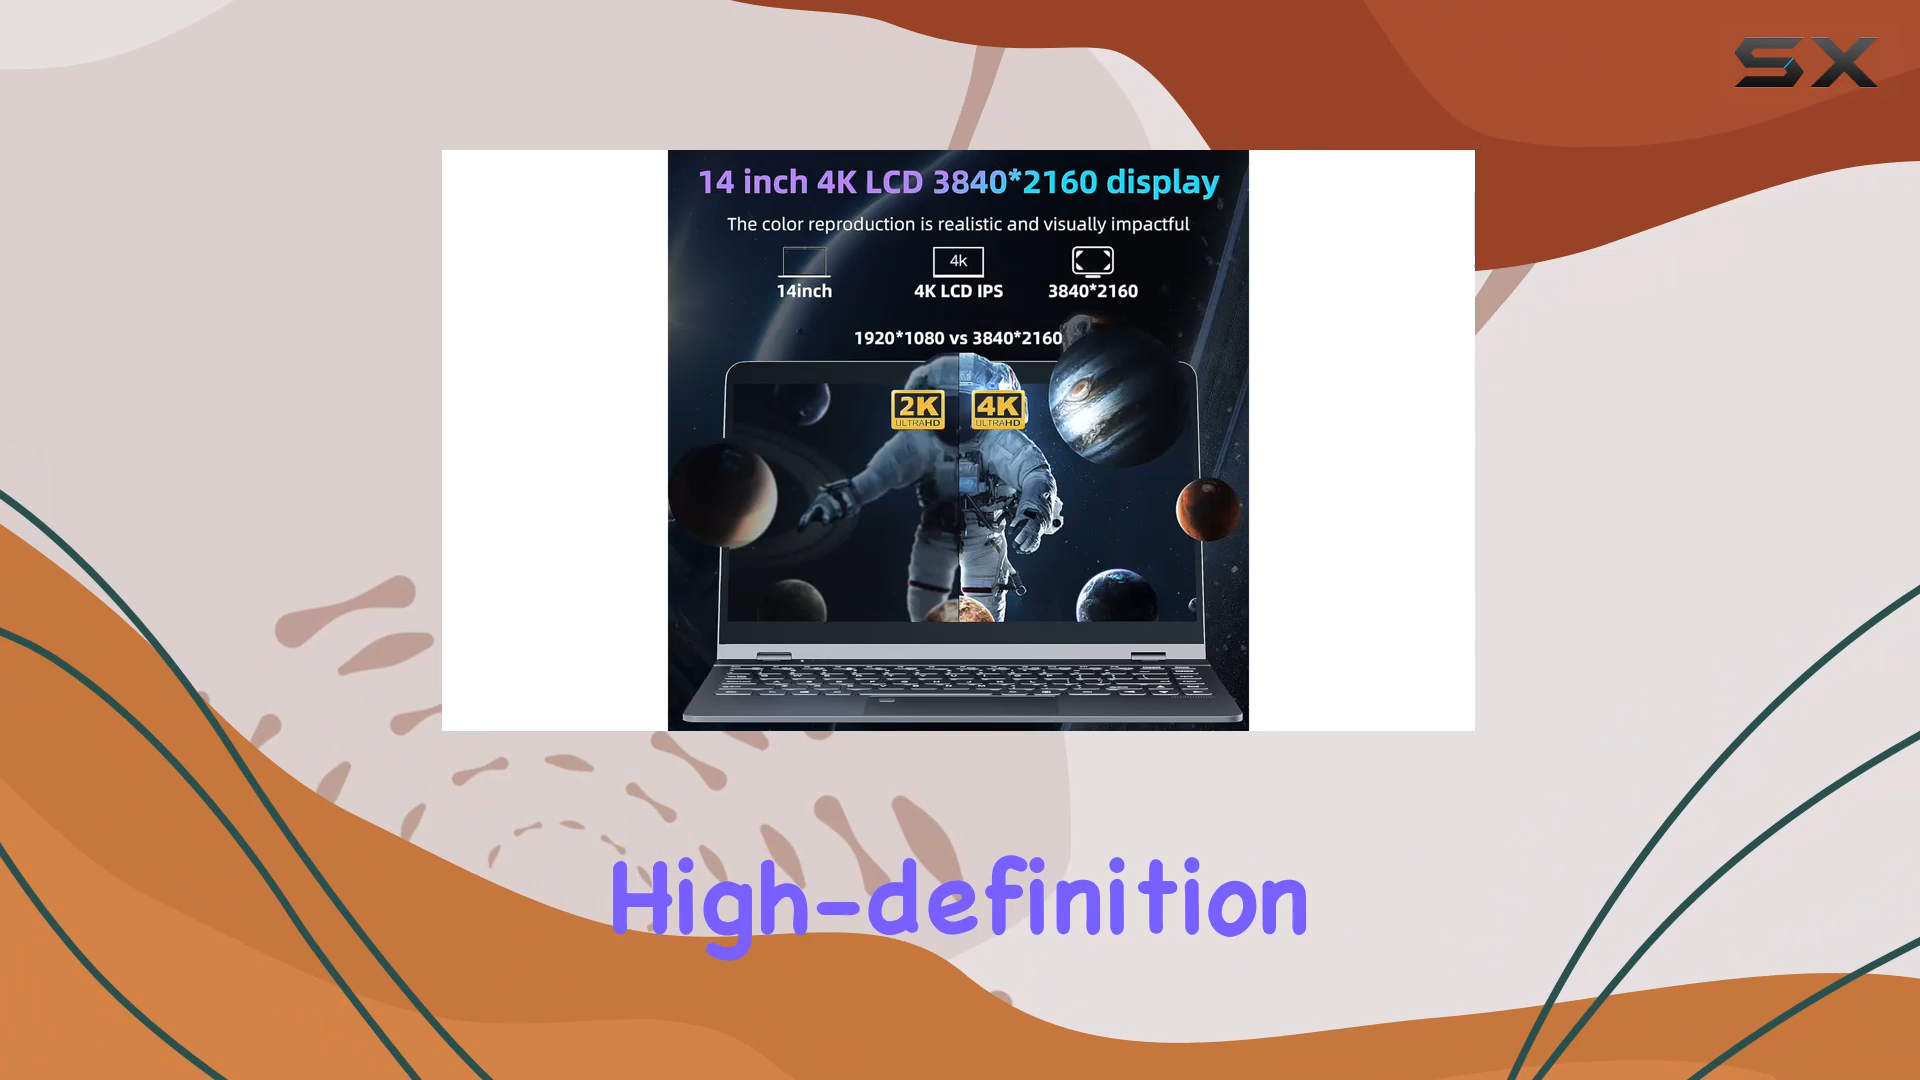 SX
14 inch 4K LCD 3840*2160 display
The color reproduction is realistic and visually impactful
4k
14inch
4K LCD IPS
3840*2160
1920*1080 vs 3840*2160
2K
ULTRAHD
4K
ULTRAHD
High-definition